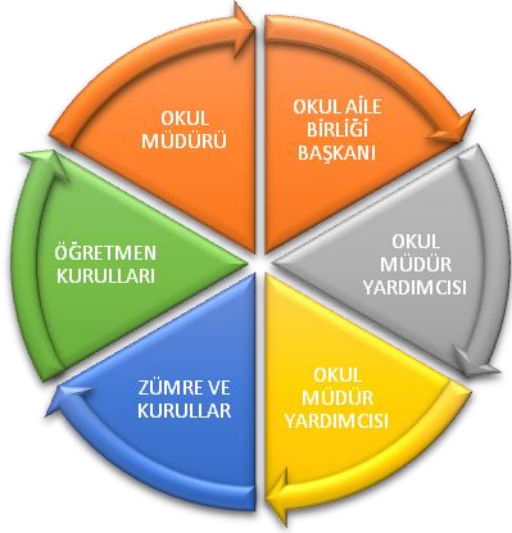 OKUL
MÜDÜRÜ
OKUL AİLE
BİRLİĞİ
BAŞKANI
OKUL
MÜDÜR
YARDIMCISI
OKUL
MÜDÜR
YARDIMCISI
ZÜMRE VE
KURULLAR
ÖĞRETMEN
KURULLARI